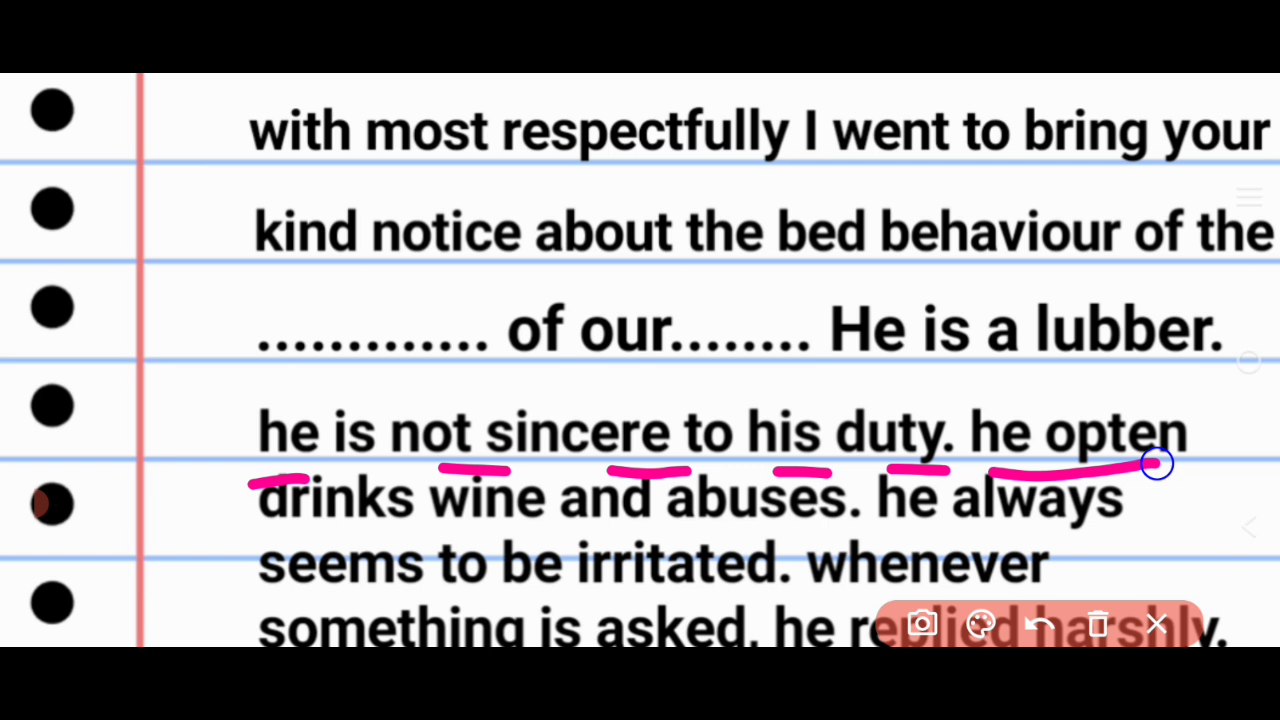 with most respectfully I went to bring your
kind notice about the bed behaviour of the
............. of our........ He is a lubber.
he is not sincere to his duty. he opten
drinks wine and abuses. he always
seems to be irritated. whenever
something is asked, he replied harshly.